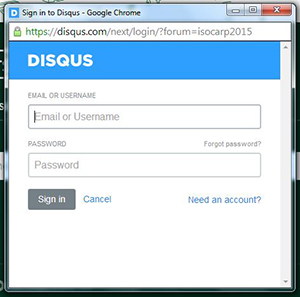 Sign in to Disqus - Google Chrome
https://disqus.com/next/login/?forum=isocarp2015
DISQUS
EMAIL OR USERNAME
Email or Username
PASSWORD Forgot password?
Password
Sign in Cancel Need an account?